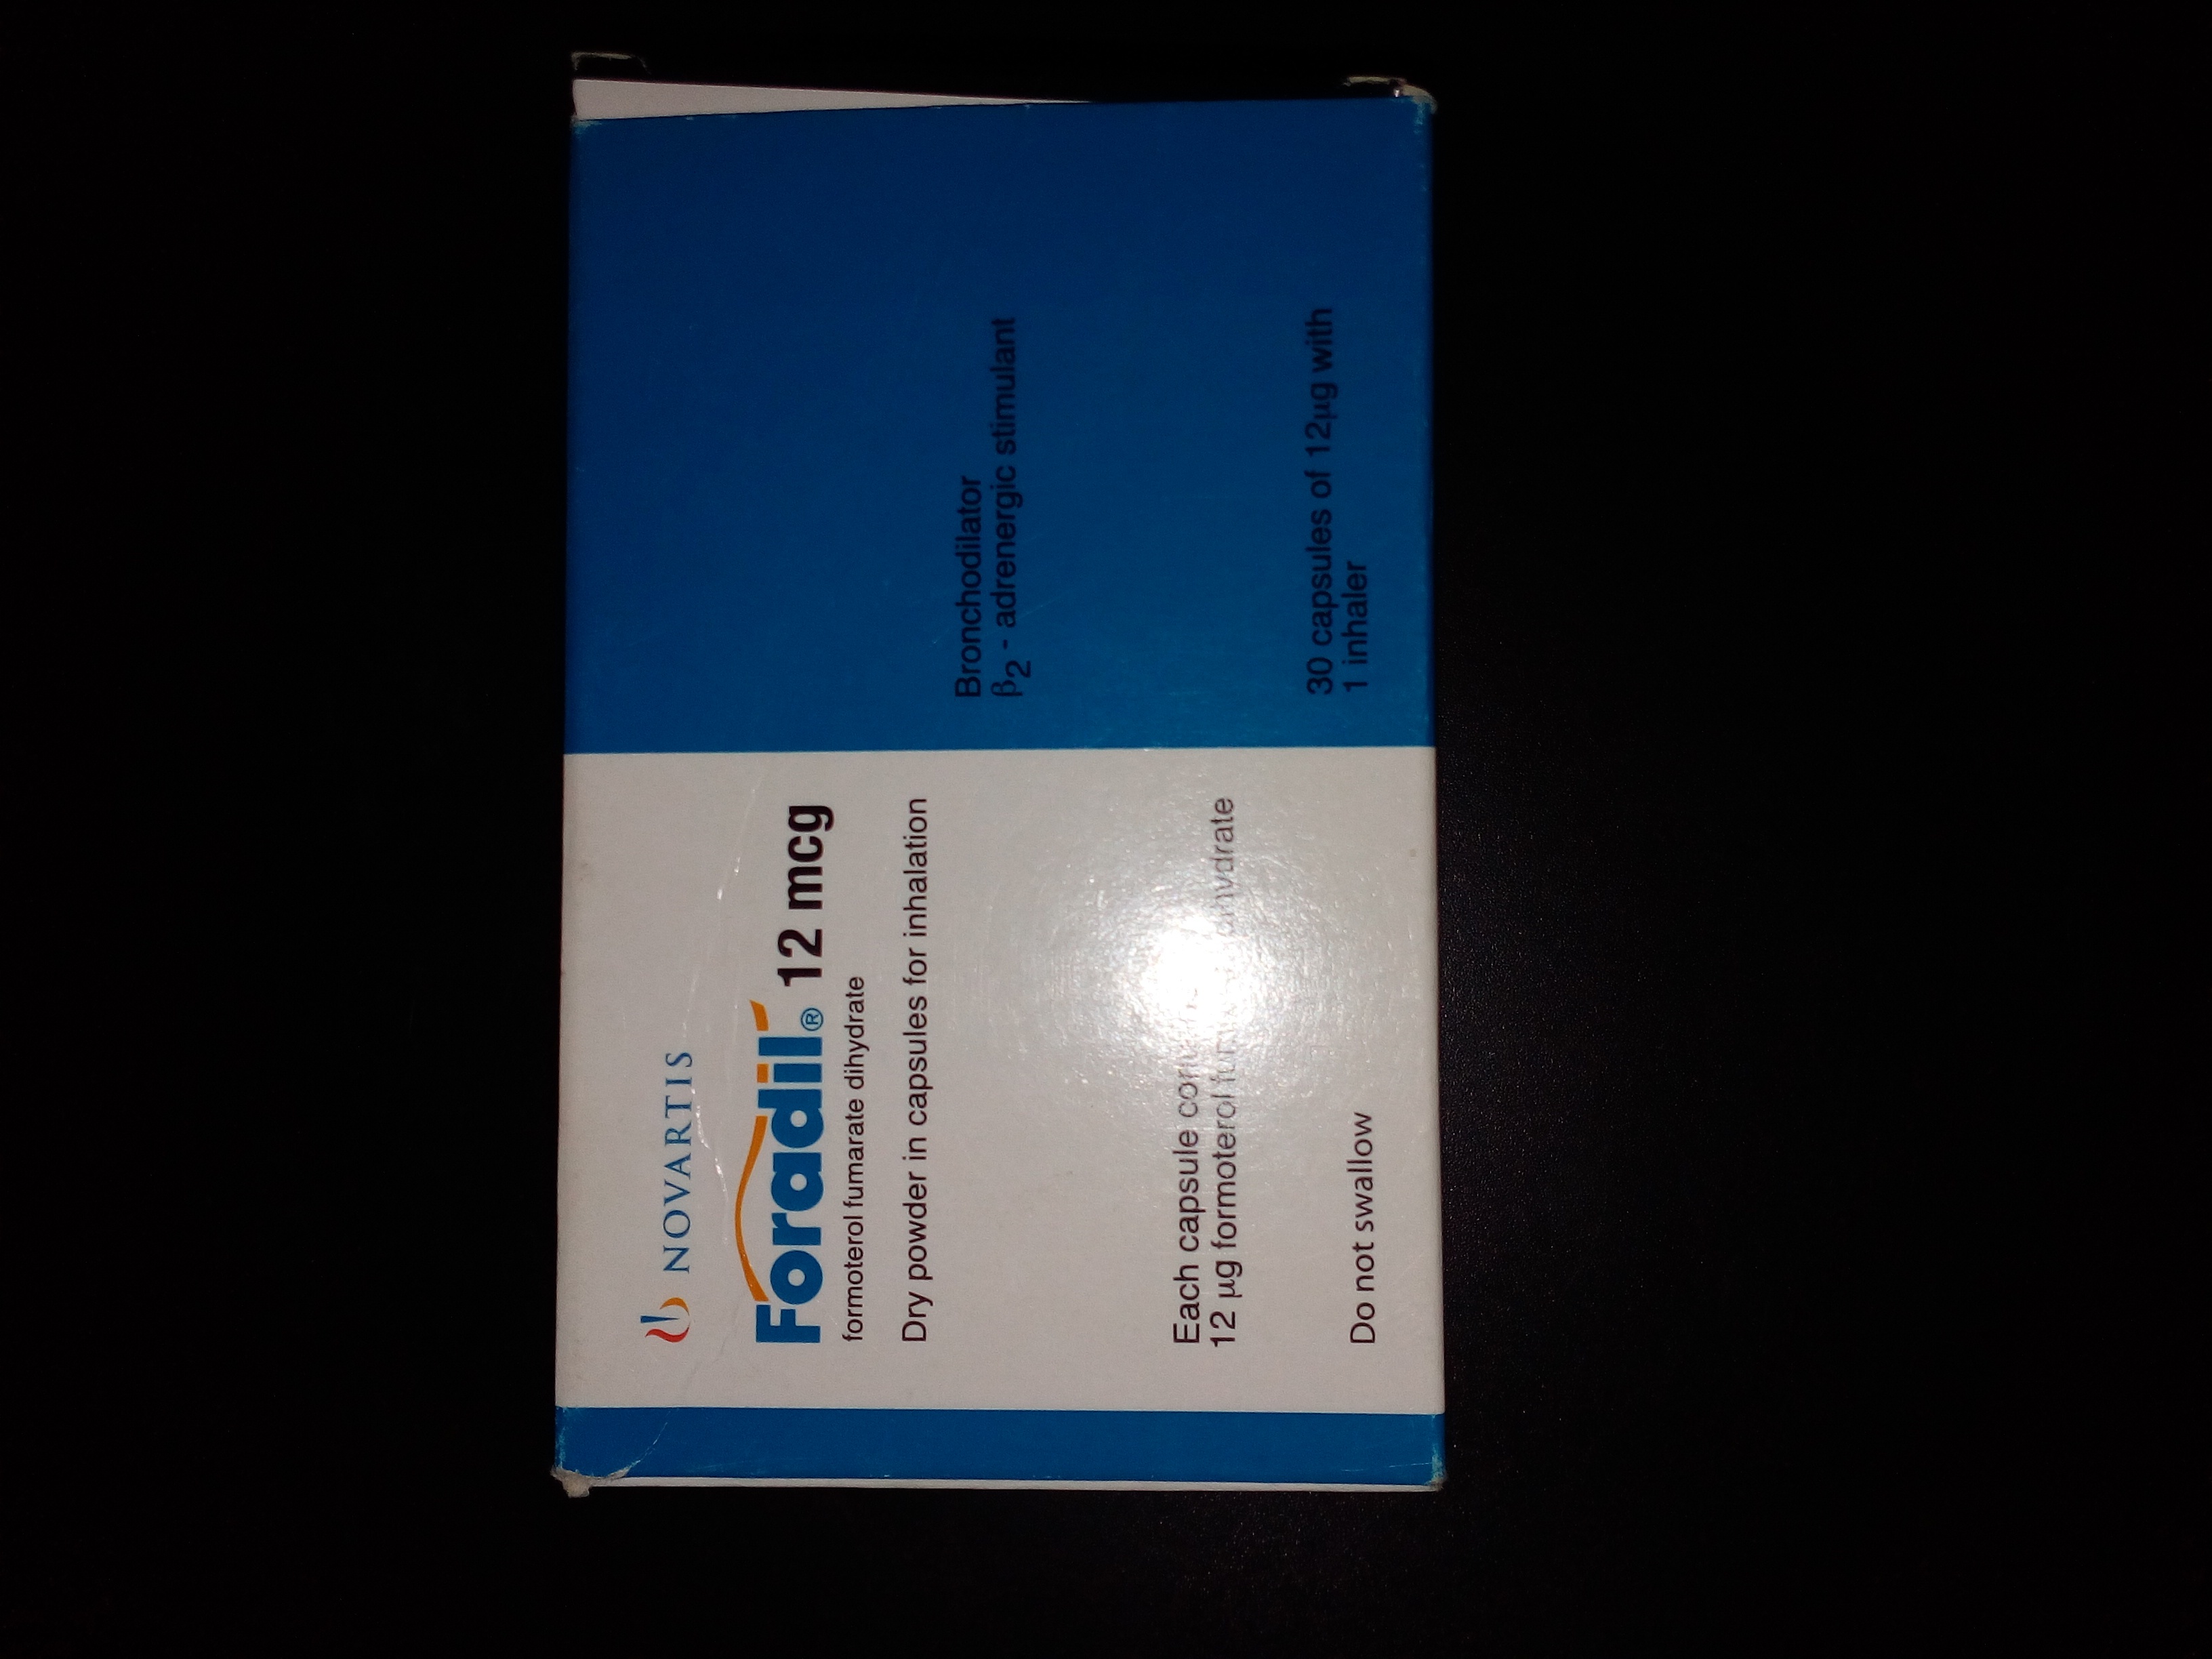 NOVARTIS
Foradil® 12 mcg
formoterol fumarate dihydrate
Dry powder in capsules for inhalation
Bronchodilator
β2 - adrenergic stimulant
Each capsule
12 µg formoterol
30 capsules of 12µg with
1 inhaler
Do not swallow